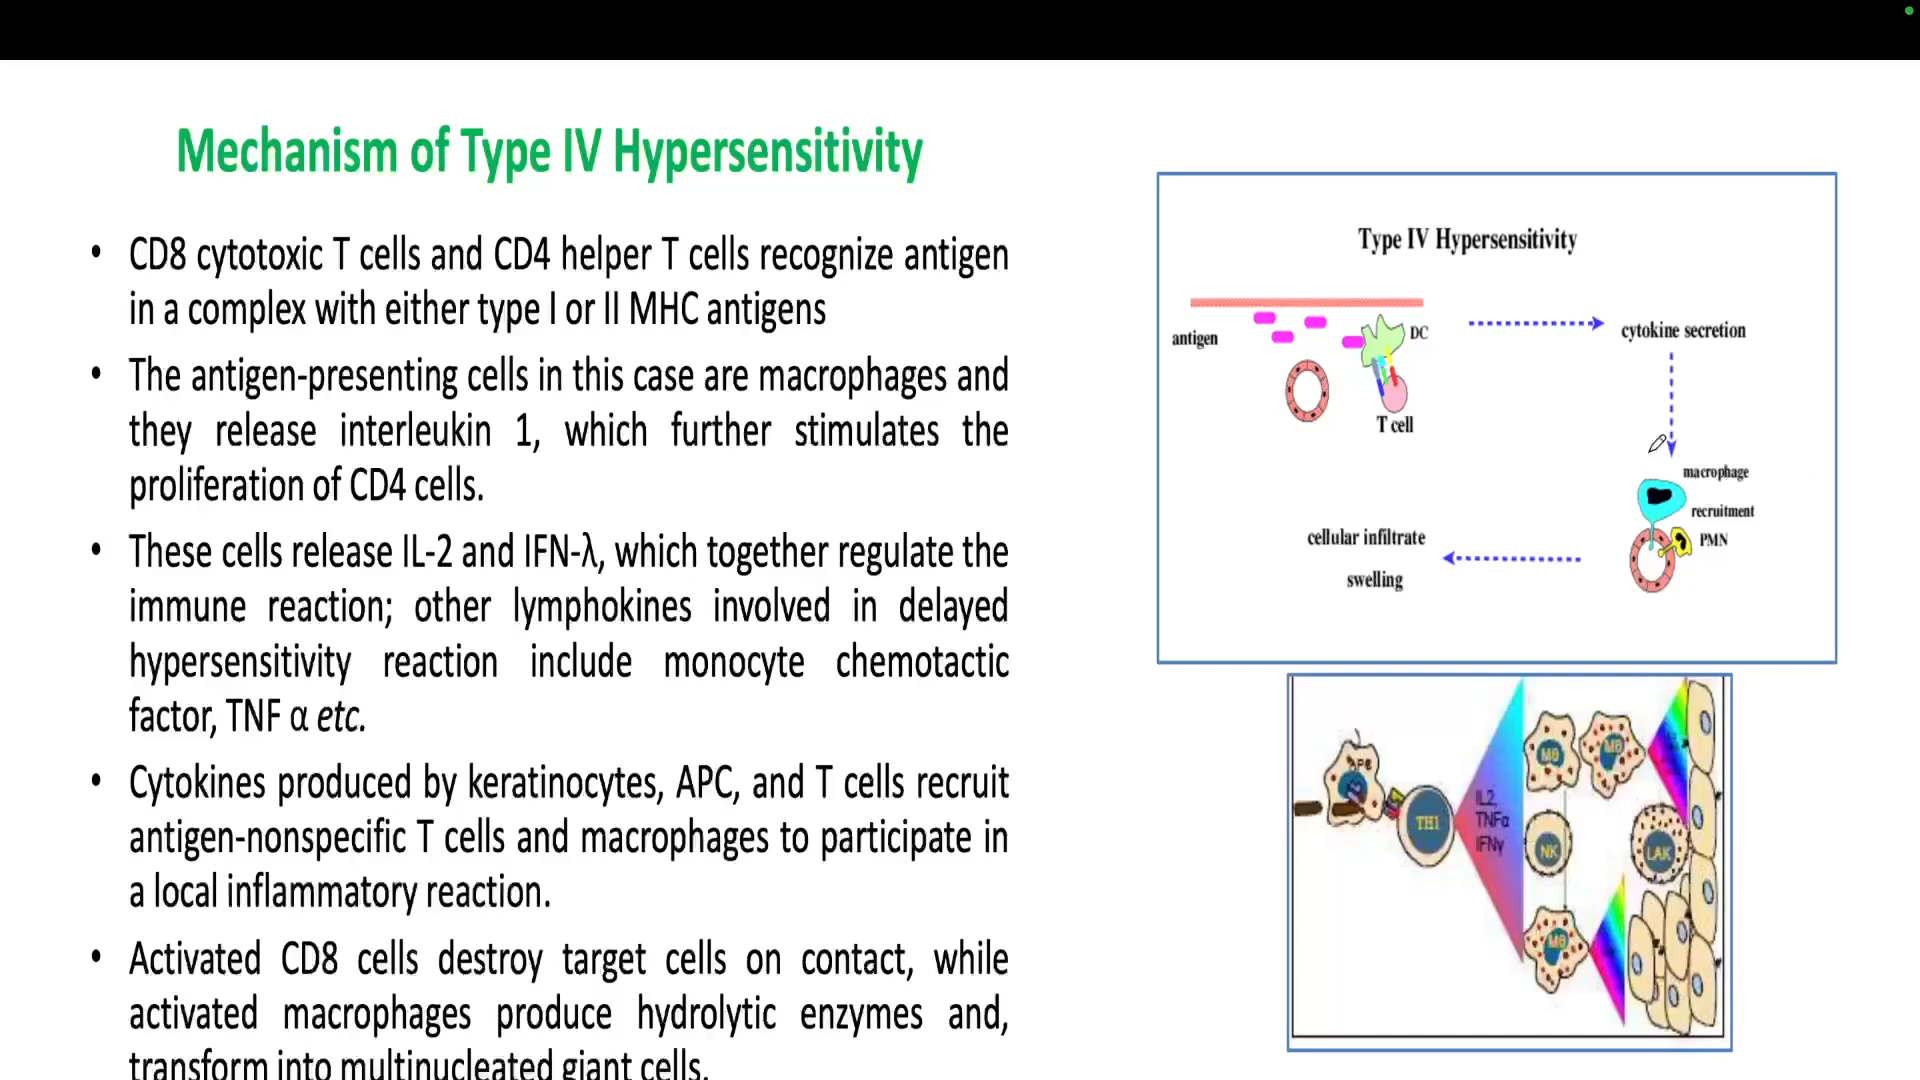 Mechanism of Type IV Hypersensitivity
• CD8 cytotoxic T cells and CD4 helper T cells recognize antigen
in a complex with either type I or II MHC antigens
• The antigen-presenting cells in this case are macrophages and
they release interleukin 1, which further stimulates the
proliferation of CD4 cells.
• These cells release IL-2 and IFN-λ, which together regulate the
immune reaction; other lymphokines involved in delayed
hypersensitivity reaction include monocyte chemotactic
factor, TNF α etc.
• Cytokines produced by keratinocytes, APC, and T cells recruit
antigen-nonspecific T cells and macrophages to participate in
a local inflammatory reaction.
• Activated CD8 cells destroy target cells on contact, while
activated macrophages produce hydrolytic enzymes and,
transform into multinucleated giant cells.
Type IV Hypersensitivity
antigen
DC
T cell
cytokine secretion
macrophage
recruitment
PMN
cellular infiltrate
swelling
TH1
IL2,
TNFα
IFNγ
MΘ
MΘ
NK
LAK
MΘ